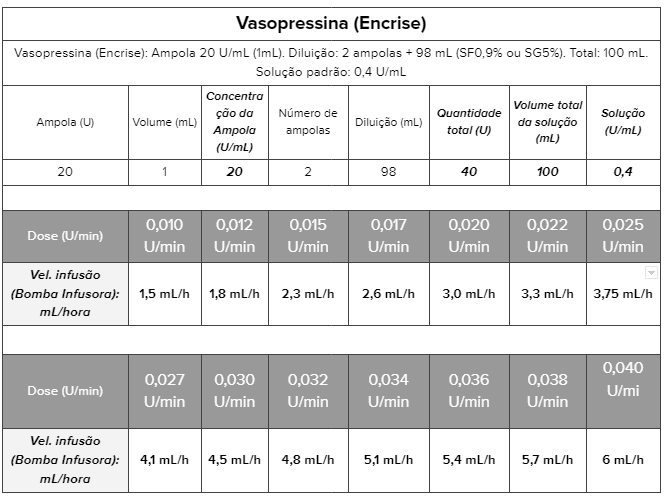 Vasopressina (Encrise)
Vasopressina (Encrise): Ampola 20 U/mL (1mL). Diluição: 2 ampolas + 98 mL (SF0,9% ou SG5%). Total: 100 mL.
Solução padrão: 0,4 U/mL
Ampola (U) Volume (mL) Concentra ção da Ampola (U/mL) Número de ampolas Diluição (mL) Quantidade total (U) Volume total da solução (mL) Solução (U/mL)
20 1 20 2 98 40 100 0,4
Dose (U/min) 0,010 U/min 0,012 U/min 0,015 U/min 0,017 U/min 0,020 U/min 0,022 U/min 0,025 U/min
Vel. infusão (Bomba Infusora): mL/hora 1,5 mL/h 1,8 mL/h 2,3 mL/h 2,6 mL/h 3,0 mL/h 3,3 mL/h 3,75 mL/h
Dose (U/min) 0,027 U/min 0,030 U/min 0,032 U/min 0,034 U/min 0,036 U/min 0,038 U/min 0,040 U/mi
Vel. infusão (Bomba Infusora): mL/hora 4,1 mL/h 4,5 mL/h 4,8 mL/h 5,1 mL/h 5,4 mL/h 5,7 mL/h 6 mL/h